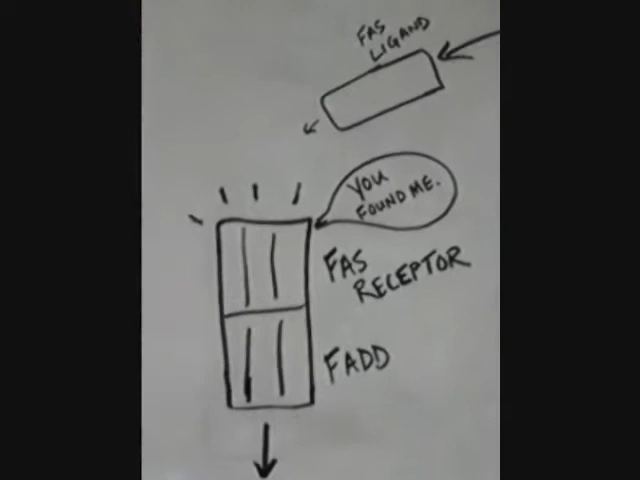 FAS
LIGAND
YOU
FOUND ME.
FAS
RECEPTOR
FADD